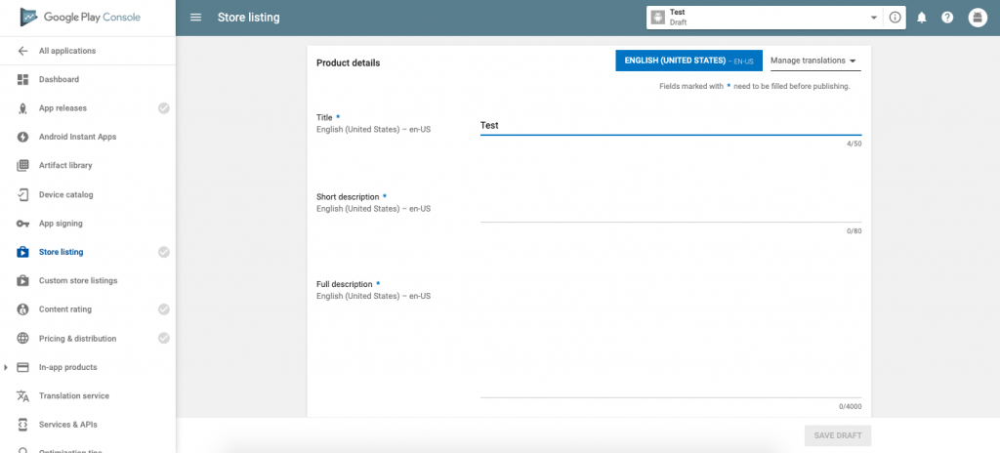 Google Play Console
Store listing
Test
Draft
All applications
Dashboard
App releases
Android Instant Apps
Artifact library
Device catalog
App signing
Store listing
Custom store listings
Content rating
Pricing & distribution
In-app products
Translation service
Services & APIs
Optimization tips
Product details
ENGLISH (UNITED STATES) – EN-US
Manage translations
Fields marked with * need to be filled before publishing.
Title *
English (United States) – en-US
Test
4/50
Short description *
English (United States) – en-US
0/80
Full description *
English (United States) – en-US
0/4000
SAVE DRAFT